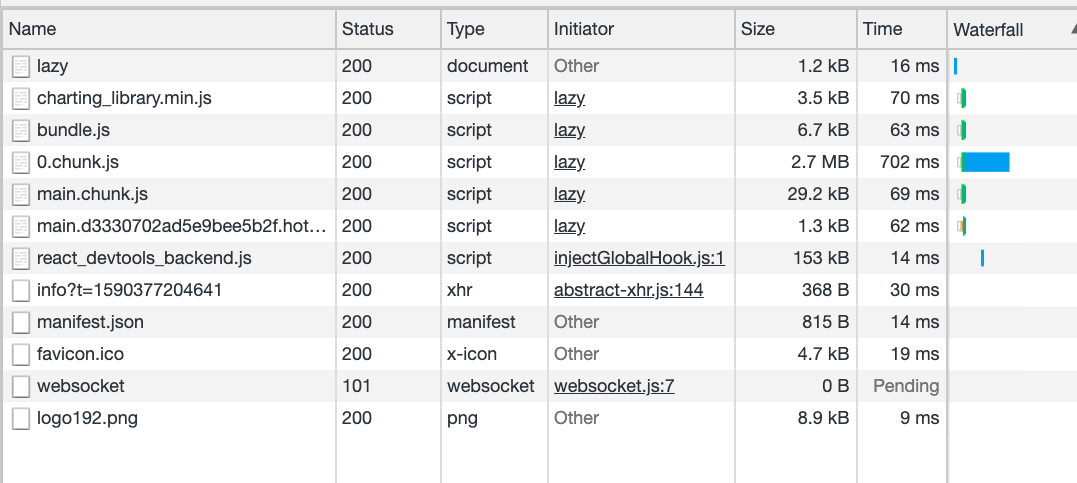 Name Status Type Initiator Size Time Waterfall
lazy 200 document Other 1.2 kB 16 ms
charting_library.min.js 200 script lazy 3.5 kB 70 ms
bundle.js 200 script lazy 6.7 kB 63 ms
0.chunk.js 200 script lazy 2.7 MB 702 ms
main.chunk.js 200 script lazy 29.2 kB 69 ms
main.d3330702ad5e9bee5b2f.hot... 200 script lazy 1.3 kB 62 ms
react_devtools_backend.js 200 script injectGlobalHook.js:1 153 kB 14 ms
info?t=1590377204641 200 xhr abstract-xhr.js:144 368 B 30 ms
manifest.json 200 manifest Other 815 B 14 ms
favicon.ico 200 x-icon Other 4.7 kB 19 ms
websocket 101 websocket websocket.js:7 0 B Pending
logo192.png 200 png Other 8.9 kB 9 ms